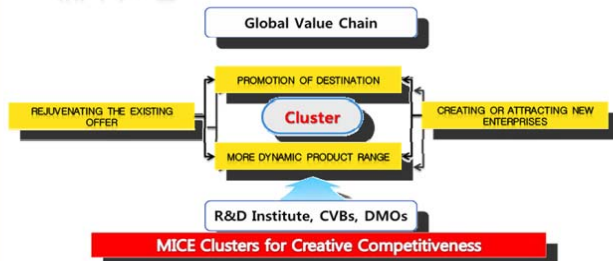 Global Value Chain
PROMOTION OF DESTINATION
REJUVENATING THE EXISTING
OFFER
Cluster
CREATING OR ATTRACTING NEW
ENTERPRISES
MORE DYNAMIC PRODUCT RANGE
R&D Institute, CVBs, DMOs
MICE Clusters for Creative Competitiveness